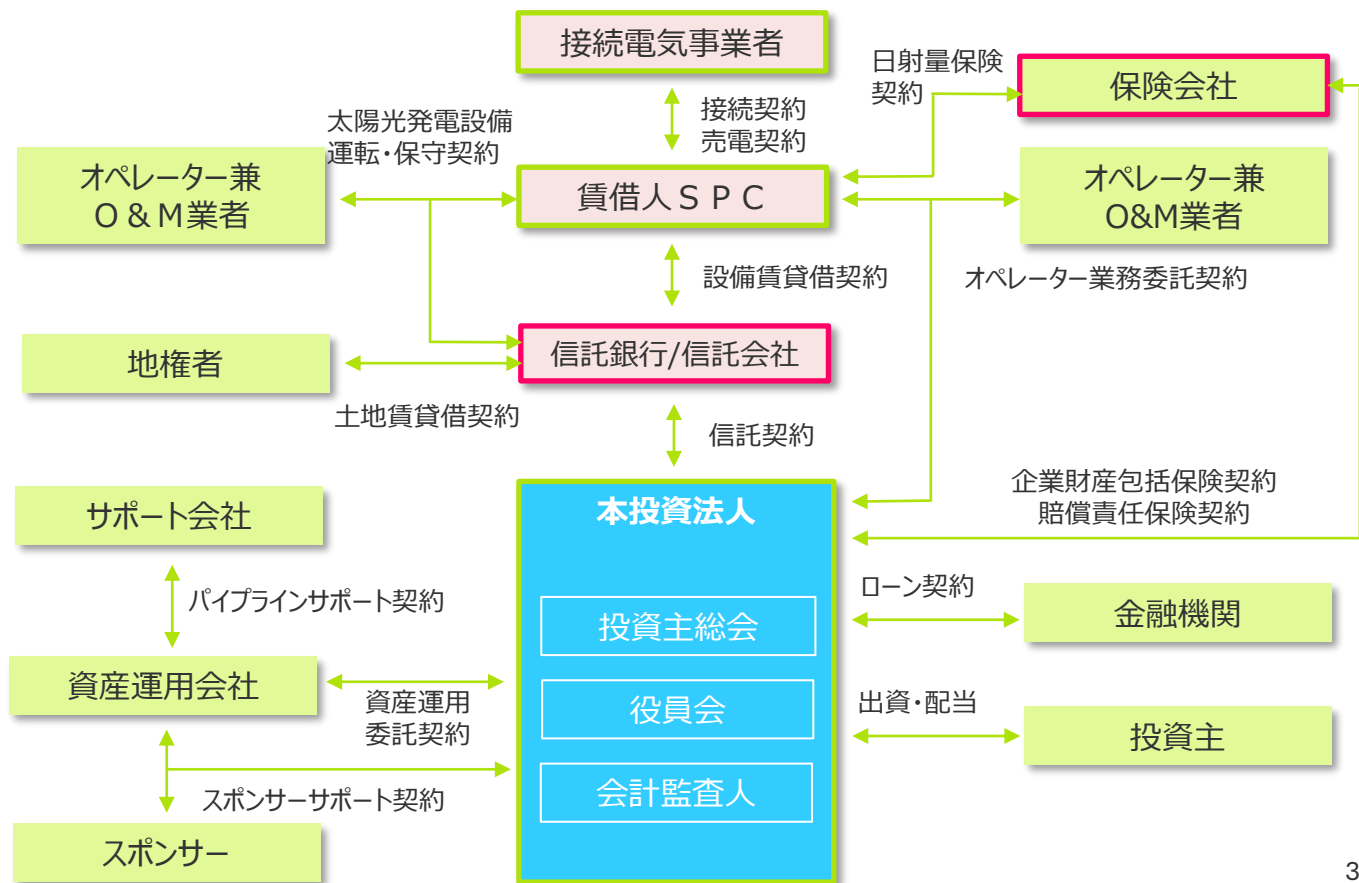 接続電気事業者
日射量保険
契約
保険会社
接続契約
売電契約
太陽光発電設備
運転・保守契約
オペレーター兼
O＆M業者
賃借人ＳＰＣ
オペレーター兼
O&M業者
設備賃貸借契約
オペレーター業務委託契約
地権者
信託銀行/信託会社
土地賃貸借契約
信託契約
企業財産包括保険契約
賠償責任保険契約
サポート会社
本投資法人
パイプラインサポート契約
ローン契約
投資主総会
金融機関
資産運用会社
資産運用
委託契約
役員会
出資・配当
投資主
会計監査人
スポンサーサポート契約
スポンサー
3